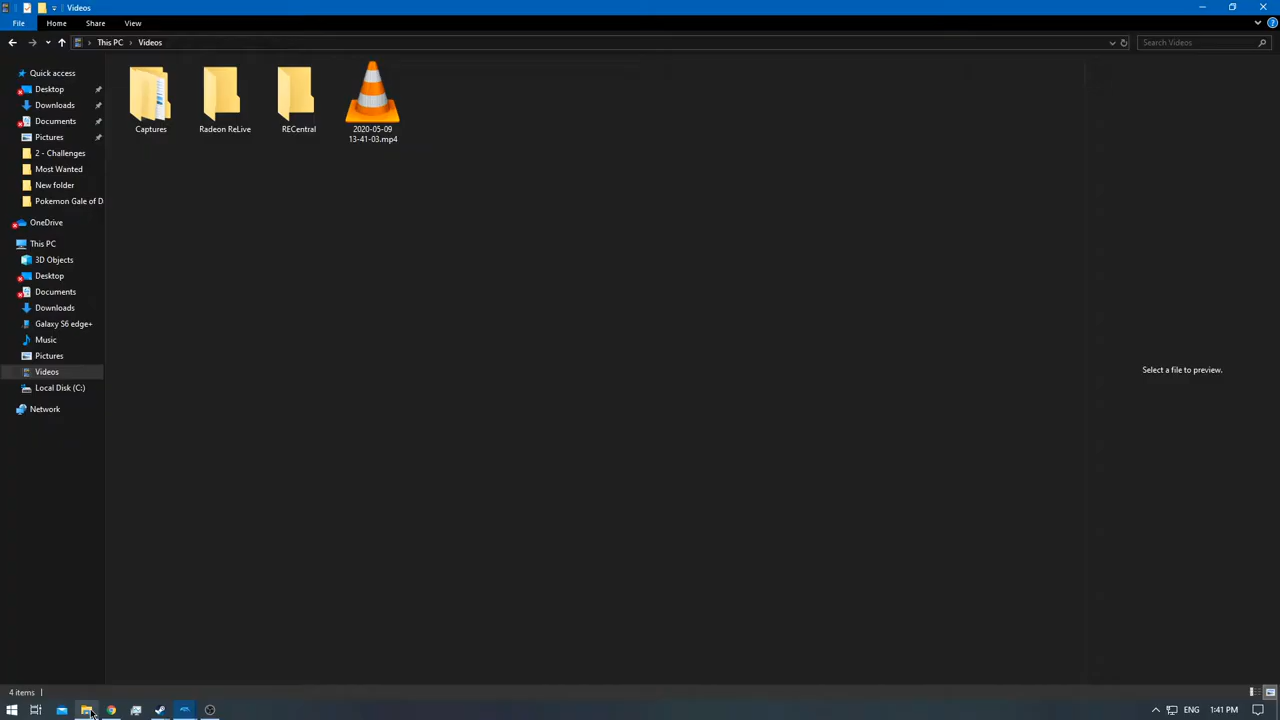 Videos
File Home Share View
This PC Videos Search Videos
Quick access
Desktop
Downloads
Documents
Pictures
2 - Challenges
Most Wanted
New folder
Pokemon Gale of D
OneDrive
This PC
3D Objects
Desktop
Documents
Downloads
Galaxy S6 edge+
Music
Pictures
Videos
Local Disk (C:)
Network
Captures
Radeon ReLive
RECentral
2020-05-09
13-41-03.mp4
Select a file to preview.
4 items
ENG 1:41 PM